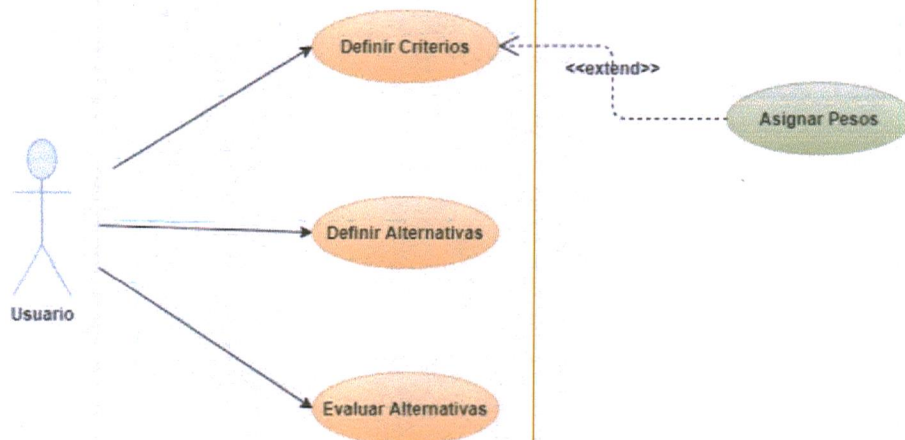 Definir Criterios
<<extend>>
Asignar Pesos
Definir Alternativas
Usuario
Evaluar Alternativas